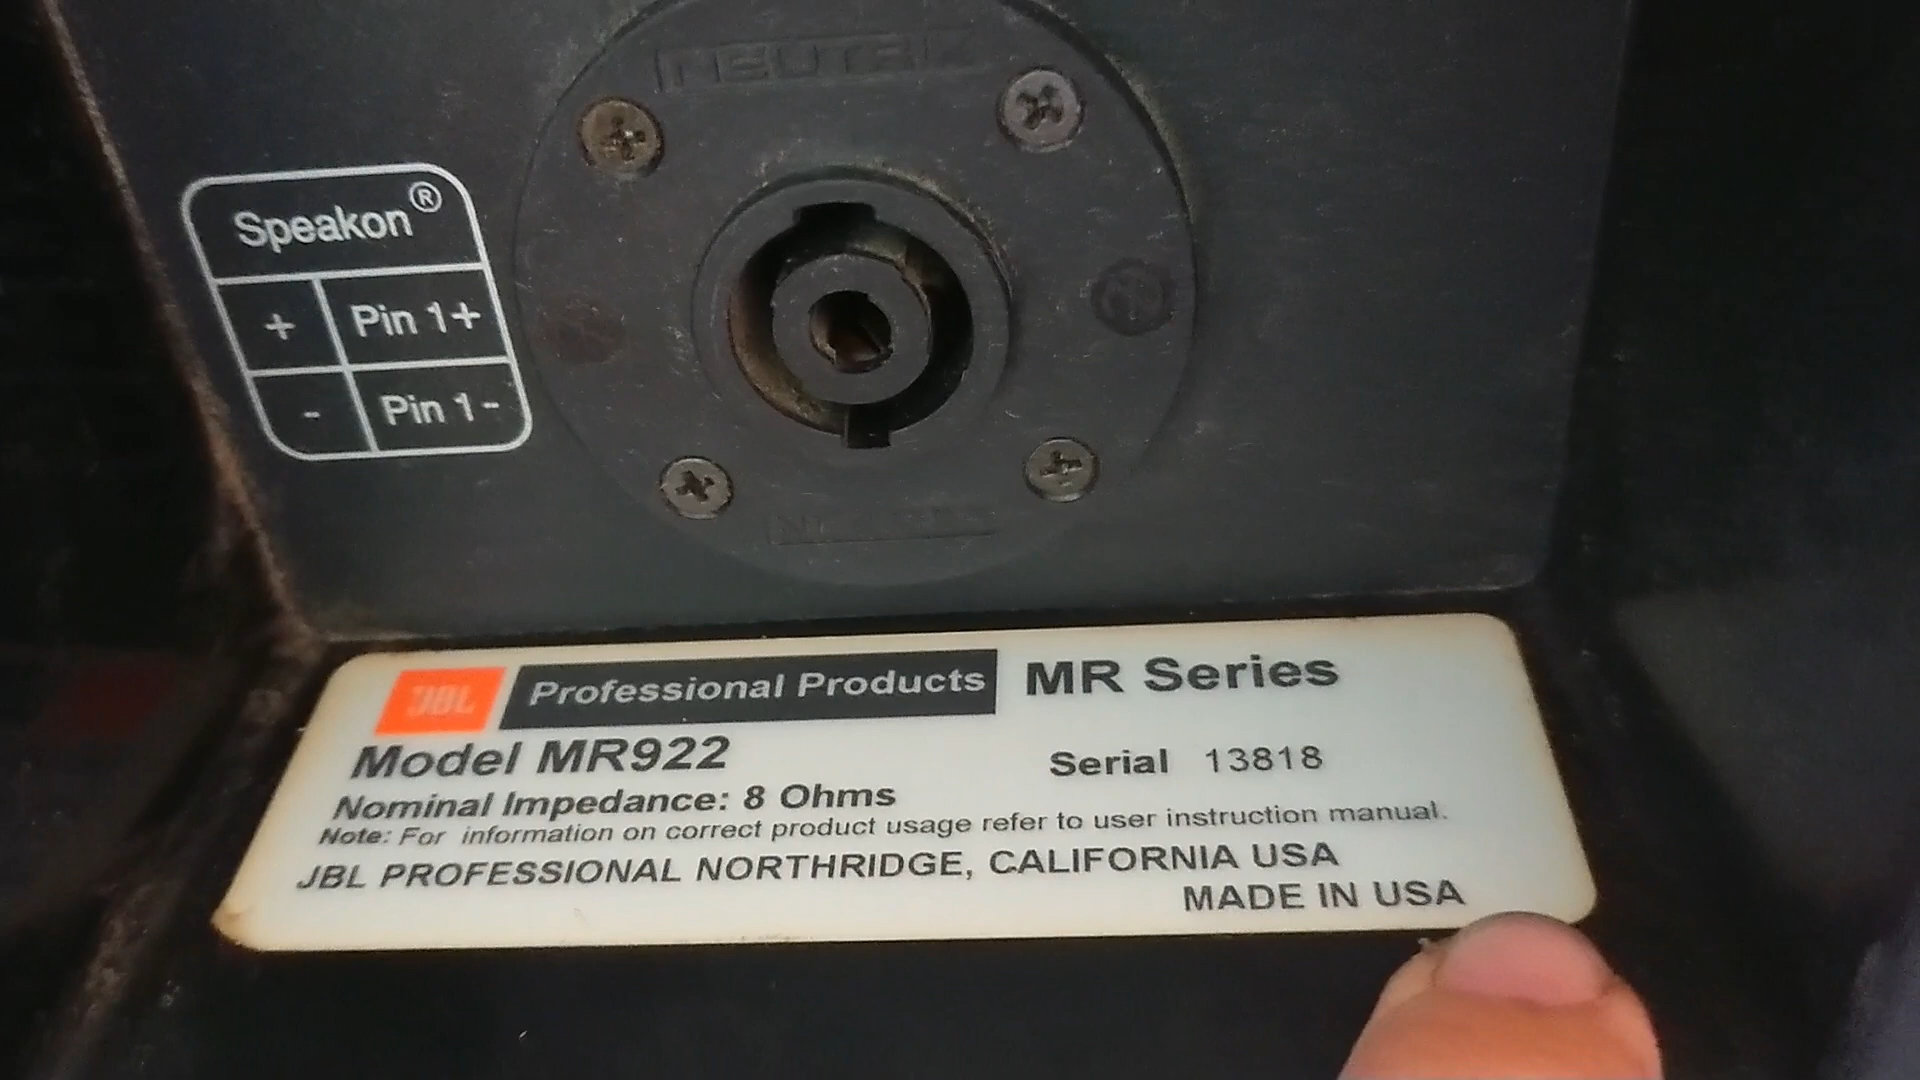 NEUTRIK
Speakon®
+ Pin 1+
- Pin 1-
JBL Professional Products MR Series
Model MR922 Serial 13818
Nominal Impedance: 8 Ohms
Note: For information on correct product usage refer to user instruction manual.
JBL PROFESSIONAL NORTHRIDGE, CALIFORNIA USA
MADE IN USA